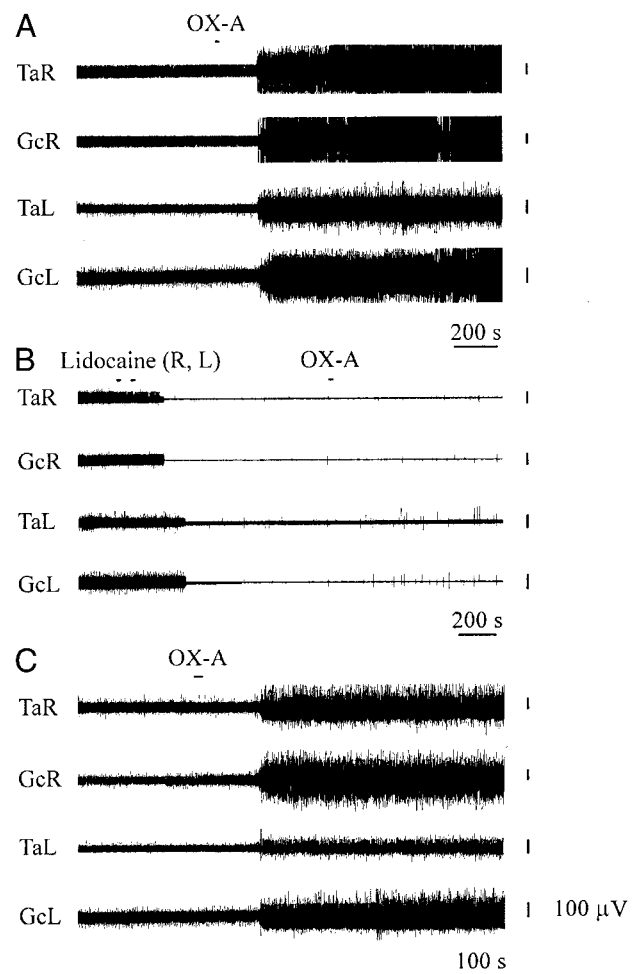 A
OX-A
TaR
GcR
TaL
GcL
200 s
B
Lidocaine (R, L)
OX-A
TaR
GcR
TaL
GcL
200 s
C
OX-A
TaR
GcR
TaL
GcL
100 µV
100 s